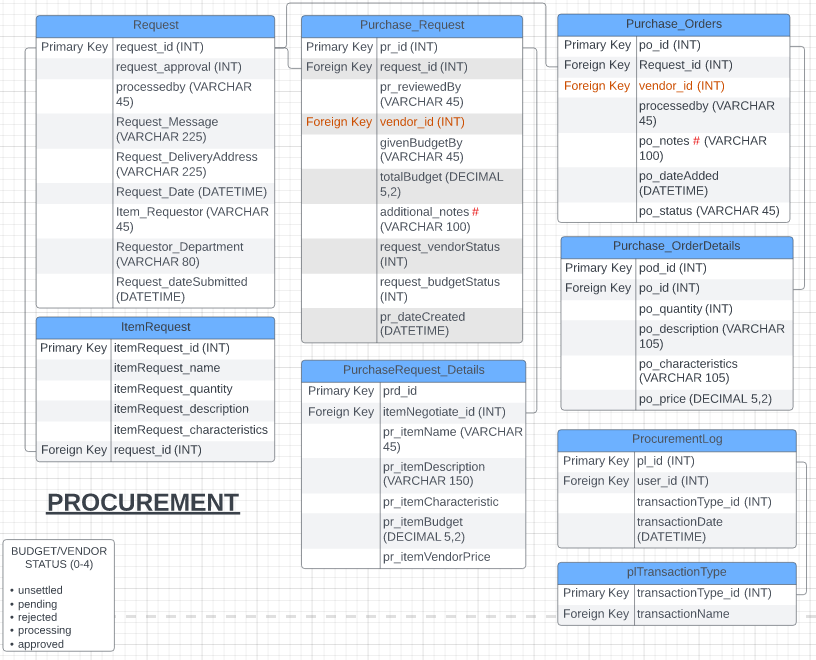 Request
Primary Key request_id (INT)
request_approval (INT)
processedby (VARCHAR
45)
Request_Message
(VARCHAR 225)
Request_DeliveryAddress
(VARCHAR 225)
Request_Date (DATETIME)
Item_Requestor (VARCHAR
45)
Requestor_Department
(VARCHAR 80)
Request_dateSubmitted
(DATETIME)
ItemRequest
Primary Key itemRequest_id (INT)
itemRequest_name
itemRequest_quantity
itemRequest_description
itemRequest_characteristics
Foreign Key request_id (INT)
PROCUREMENT
BUDGET/VENDOR
STATUS (0-4)
• unsettled
• pending
• rejected
• processing
• approved
Purchase_Request
Primary Key pr_id (INT)
Foreign Key request_id (INT)
pr_reviewedBy
(VARCHAR 45)
Foreign Key vendor_id (INT)
givenBudgetBy
(VARCHAR 45)
totalBudget (DECIMAL
5,2)
additional_notes #
(VARCHAR 100)
request_vendorStatus
(INT)
request_budgetStatus
(INT)
pr_dateCreated
(DATETIME)
PurchaseRequest_Details
Primary Key prd_id
Foreign Key itemNegotiate_id (INT)
pr_itemName (VARCHAR
45)
pr_itemDescription
(VARCHAR 150)
pr_itemCharacteristic
pr_itemBudget
(DECIMAL 5,2)
pr_itemVendorPrice
Purchase_Orders
Primary Key po_id (INT)
Foreign Key Request_id (INT)
Foreign Key vendor_id (INT)
processedby (VARCHAR
45)
po_notes # (VARCHAR
100)
po_dateAdded
(DATETIME)
po_status (VARCHAR 45)
Purchase_OrderDetails
Primary Key pod_id (INT)
Foreign Key po_id (INT)
po_quantity (INT)
po_description (VARCHAR
105)
po_characteristics
(VARCHAR 105)
po_price (DECIMAL 5,2)
ProcurementLog
Primary Key pl_id (INT)
Foreign Key user_id (INT)
transactionType_id (INT)
transactionDate
(DATETIME)
plTransactionType
Primary Key transactionType_id (INT)
Foreign Key transactionName